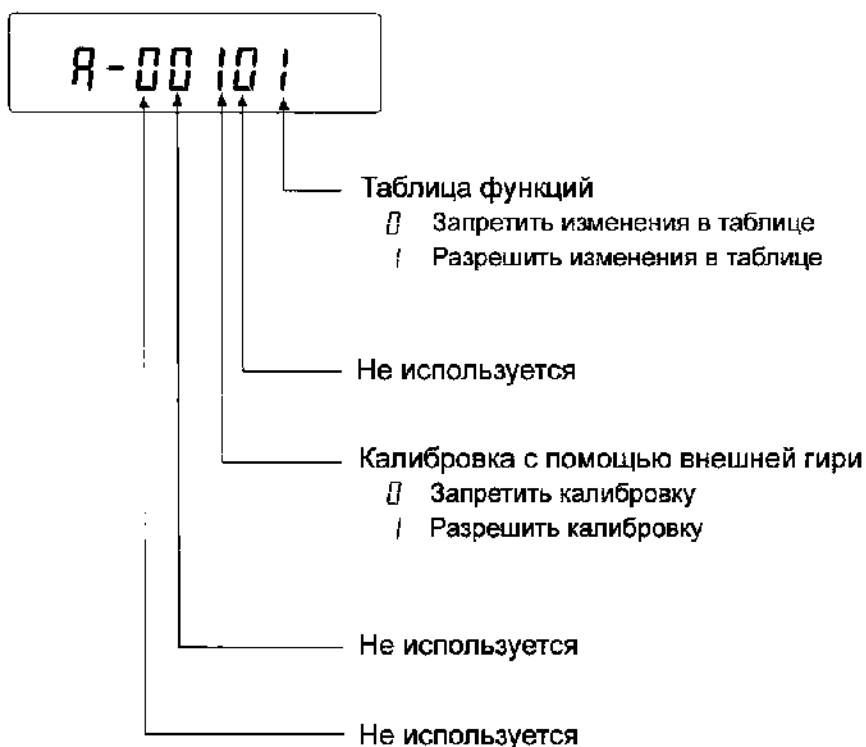 A-00101
Таблица функций
0 Запретить изменения в таблице
1 Разрешить изменения в таблице
Не используется
Калибровка с помощью внешней гири
0 Запретить калибровку
1 Разрешить калибровку
Не используется
Не используется